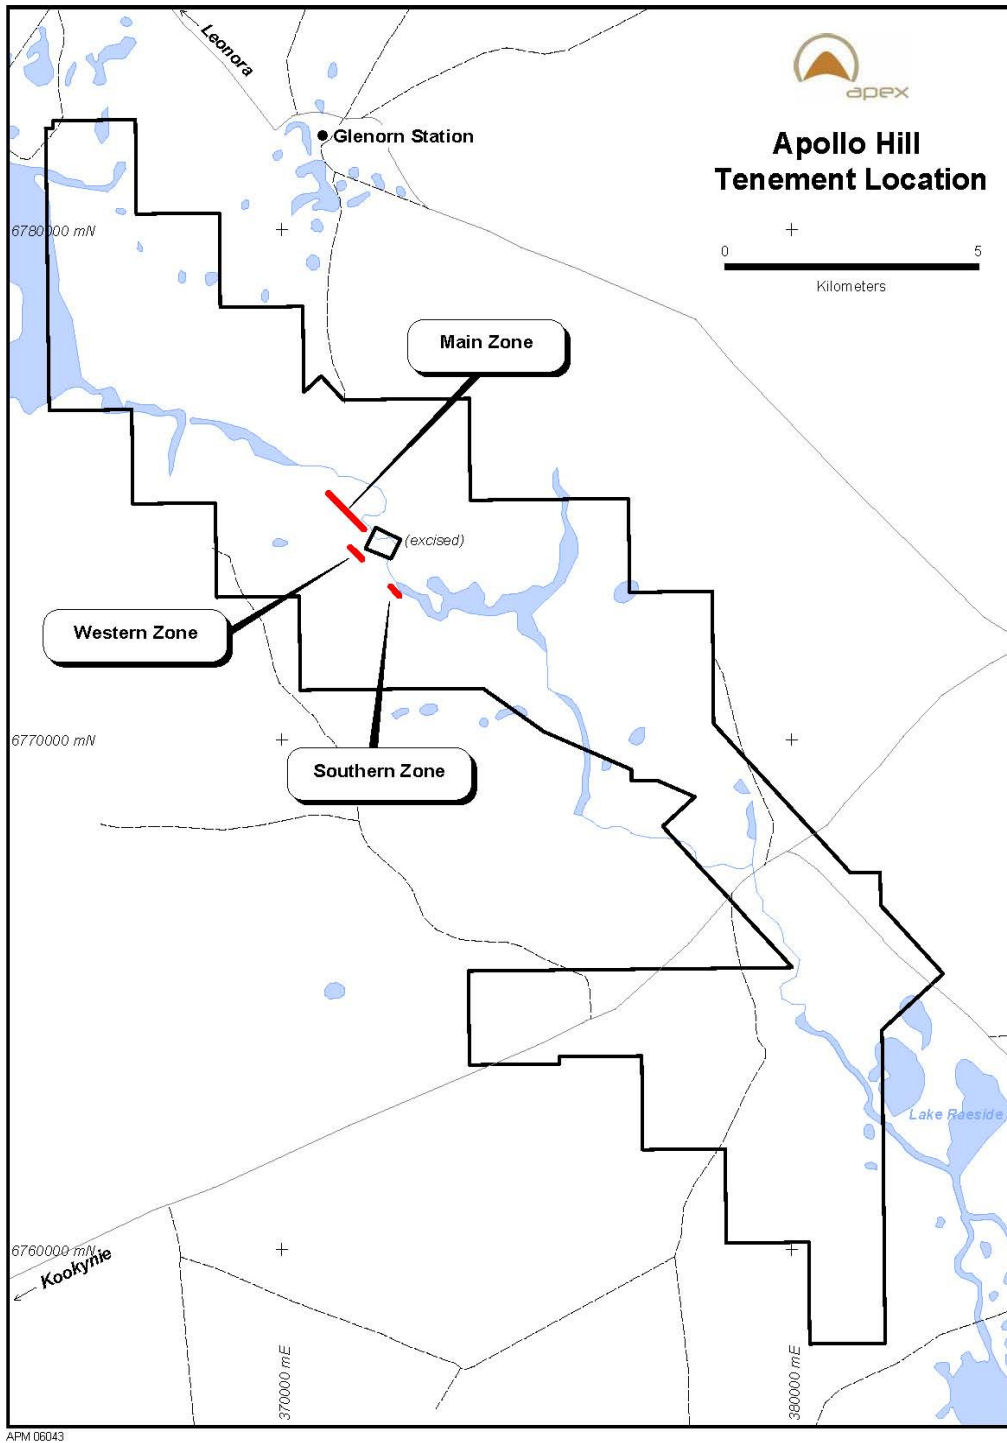 Leonora
apex
Glenorn Station
Apollo Hill
Tenement Location
6780000 mN
0 5
Kilometers
Main Zone
(excised)
Western Zone
6770000 mN
Southern Zone
Lake Raeside
6760000 mN
Kookynie
370000 mE
380000 mE
APM 06043